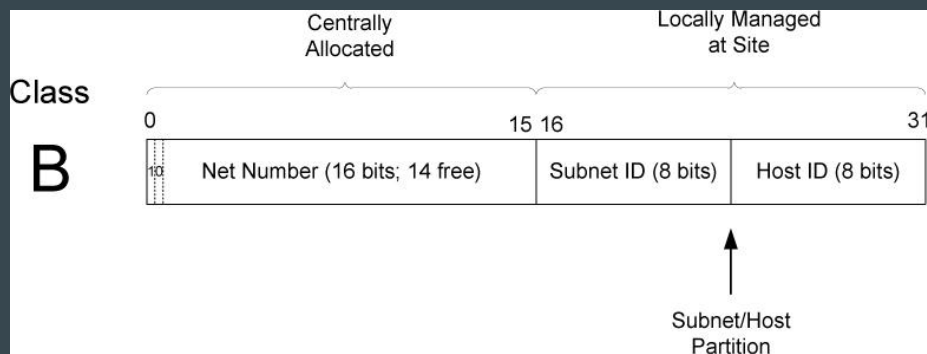 Centrally
Allocated
Locally Managed
at Site
Class
B
0
15 16
31
10
Net Number (16 bits; 14 free)
Subnet ID (8 bits)
Host ID (8 bits)
Subnet/Host
Partition